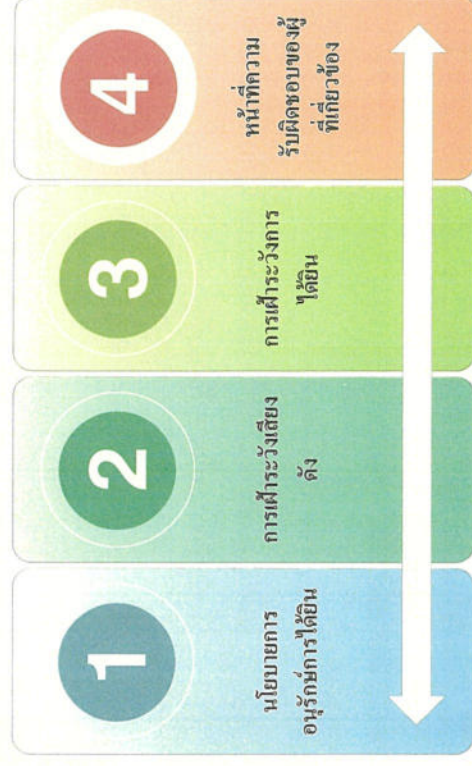 1
นโยบายการ
อนุรักษ์การได้ยิน
2
การเฝ้าระวังเสียง
ดัง
3
การเฝ้าระวังการ
ได้ยิน
4
หน้าที่ความ
รับผิดชอบของผู้
ที่เกี่ยวข้อง